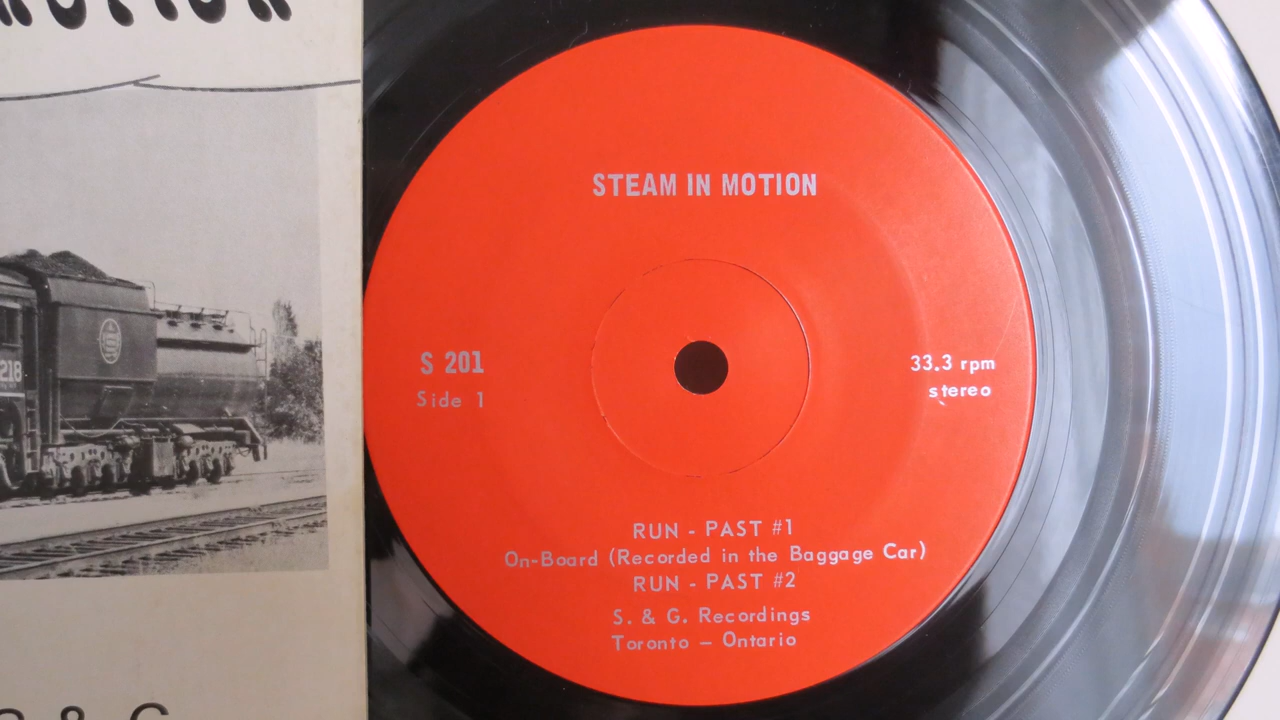 MOTION
218
S & G
STEAM IN MOTION
S 201
Side 1
33.3 rpm
stereo
RUN - PAST #1
On-Board (Recorded in the Baggage Car)
RUN - PAST #2
S. & G. Recordings
Toronto – Ontario